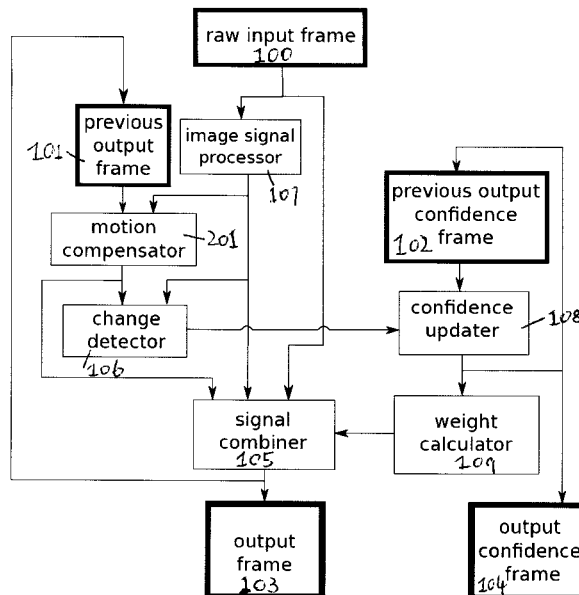 raw input frame
100
previous
output
frame
101
image signal
processor
107
previous output
confidence
frame
102
motion
compensator
201
change
detector
106
confidence
updater
108
signal
combiner
105
weight
calculator
109
output
frame
103
output
confidence
frame
104